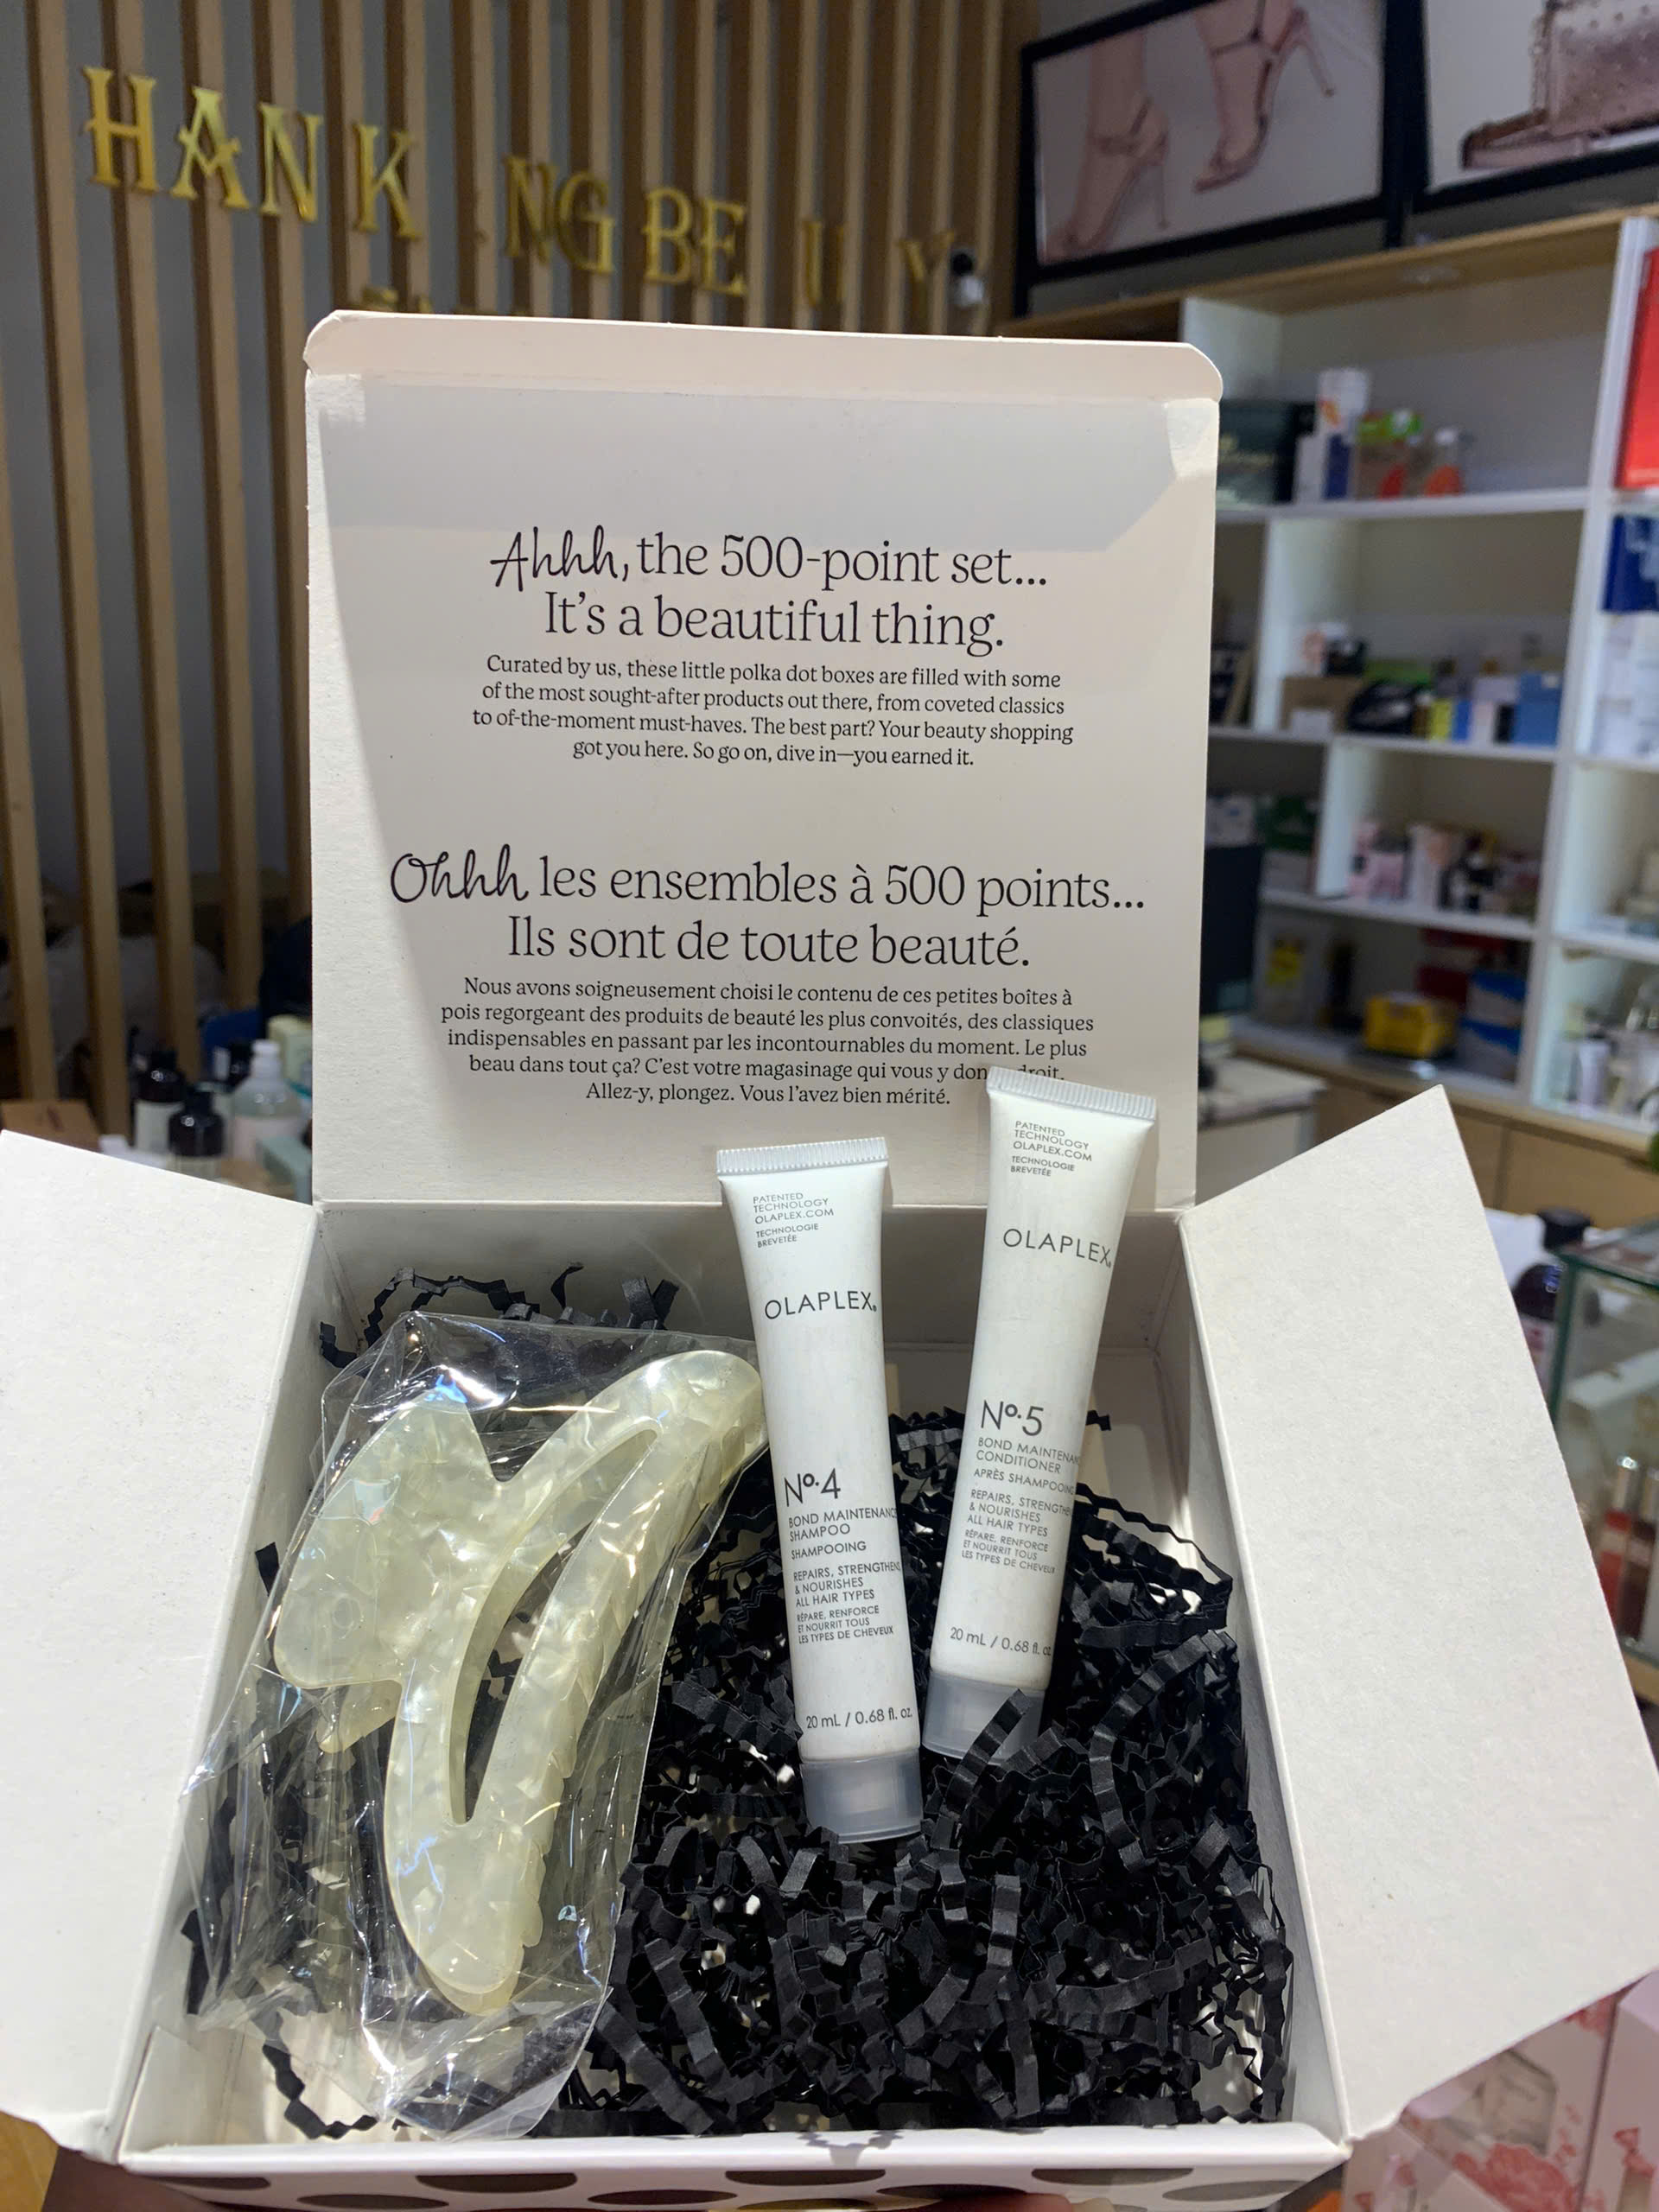 HANK NG BE U Y
Ahhh, the 500-point set...
It's a beautiful thing.
Curated by us, these little polka dot boxes are filled with some
of the most sought-after products out there, from coveted classics
to of-the-moment must-haves. The best part? Your beauty shopping
got you here. So go on, dive in—you earned it.
Ohhh les ensembles à 500 points...
Ils sont de toute beauté.
Nous avons soigneusement choisi le contenu de ces petites boîtes à
pois regorgeant des produits de beauté les plus convoités, des classiques
indispensables en passant par les incontournables du moment. Le plus
beau dans tout ça? C'est votre magasinage qui vous y don droit.
Allez-y, plongez. Vous l'avez bien mérité.
PATENTED
TECHNOLOGY
OLAPLEX.COM
TECHNOLOGIE
BREVETÉE
OLAPLEX®
Nº.4
BOND MAINTENANC
SHAMPOO
SHAMPOOING
REPAIRS, STRENGTHEN
& NOURISHES
ALL HAIR TYPES
RÉPARE, RENFORCE
ET NOURRIT TOUS
LES TYPES DE CHEVEUX
20 mL / 0.68 fl. oz.
PATENTED
TECHNOLOGY
OLAPLEX.COM
TECHNOLOGIE
BREVETÉE
OLAPLEX®
Nº.5
BOND MAINTENAN
CONDITIONER
APRÈS SHAMPOOING
REPAIRS, STRENGTHE
& NOURISHES
ALL HAIR TYPES
RÉPARE, RENFORCE
ET NOURRIT TOUS
LES TYPES DE CHEVEUX
20 mL / 0.68 fl. oz